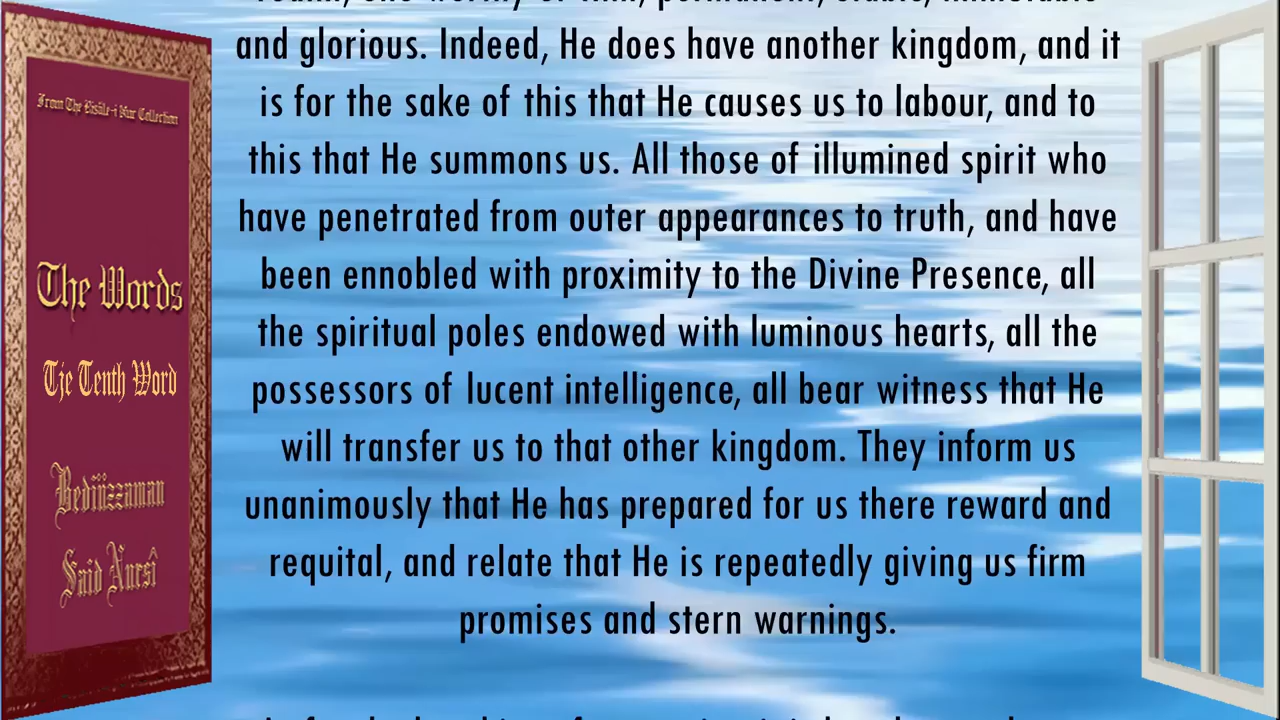 From The Risale-i Nur Collection
The Words
Tje Tenth Word
Bediüzzaman
Said Nursî
and glorious. Indeed, He does have another kingdom, and it
is for the sake of this that He causes us to labour, and to
this that He summons us. All those of illumined spirit who
have penetrated from outer appearances to truth, and have
been ennobled with proximity to the Divine Presence, all
the spiritual poles endowed with luminous hearts, all the
possessors of lucent intelligence, all bear witness that He
will transfer us to that other kingdom. They inform us
unanimously that He has prepared for us there reward and
requital, and relate that He is repeatedly giving us firm
promises and stern warnings.